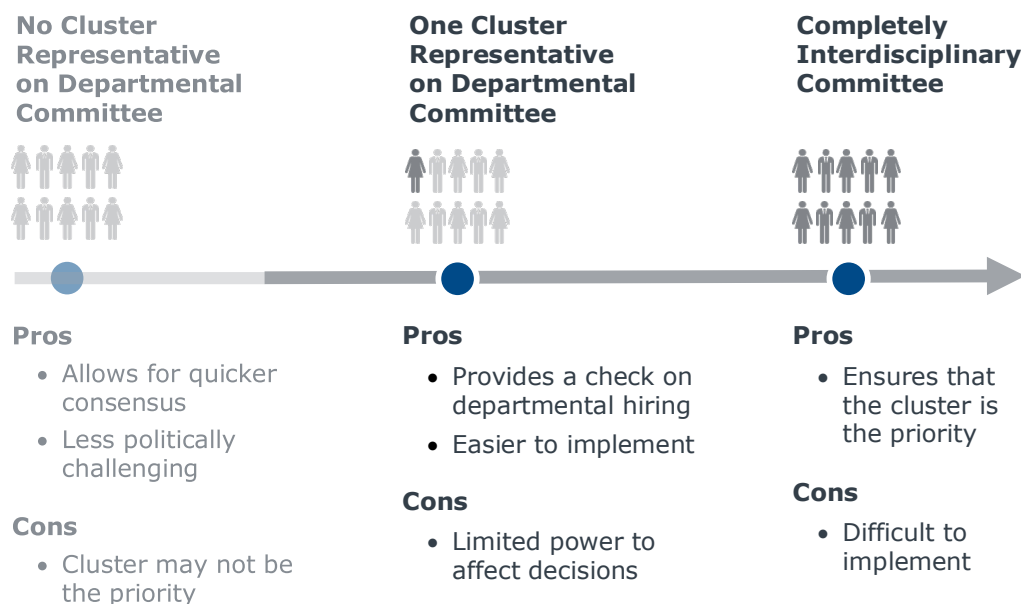 No Cluster
Representative
on Departmental
Committee
One Cluster
Representative
on Departmental
Committee
Completely
Interdisciplinary
Committee
Pros
• Allows for quicker
consensus
• Less politically
challenging
Cons
• Cluster may not be
the priority
Pros
• Provides a check on
departmental hiring
• Easier to implement
Cons
• Limited power to
affect decisions
Pros
• Ensures that
the cluster is
the priority
Cons
• Difficult to
implement